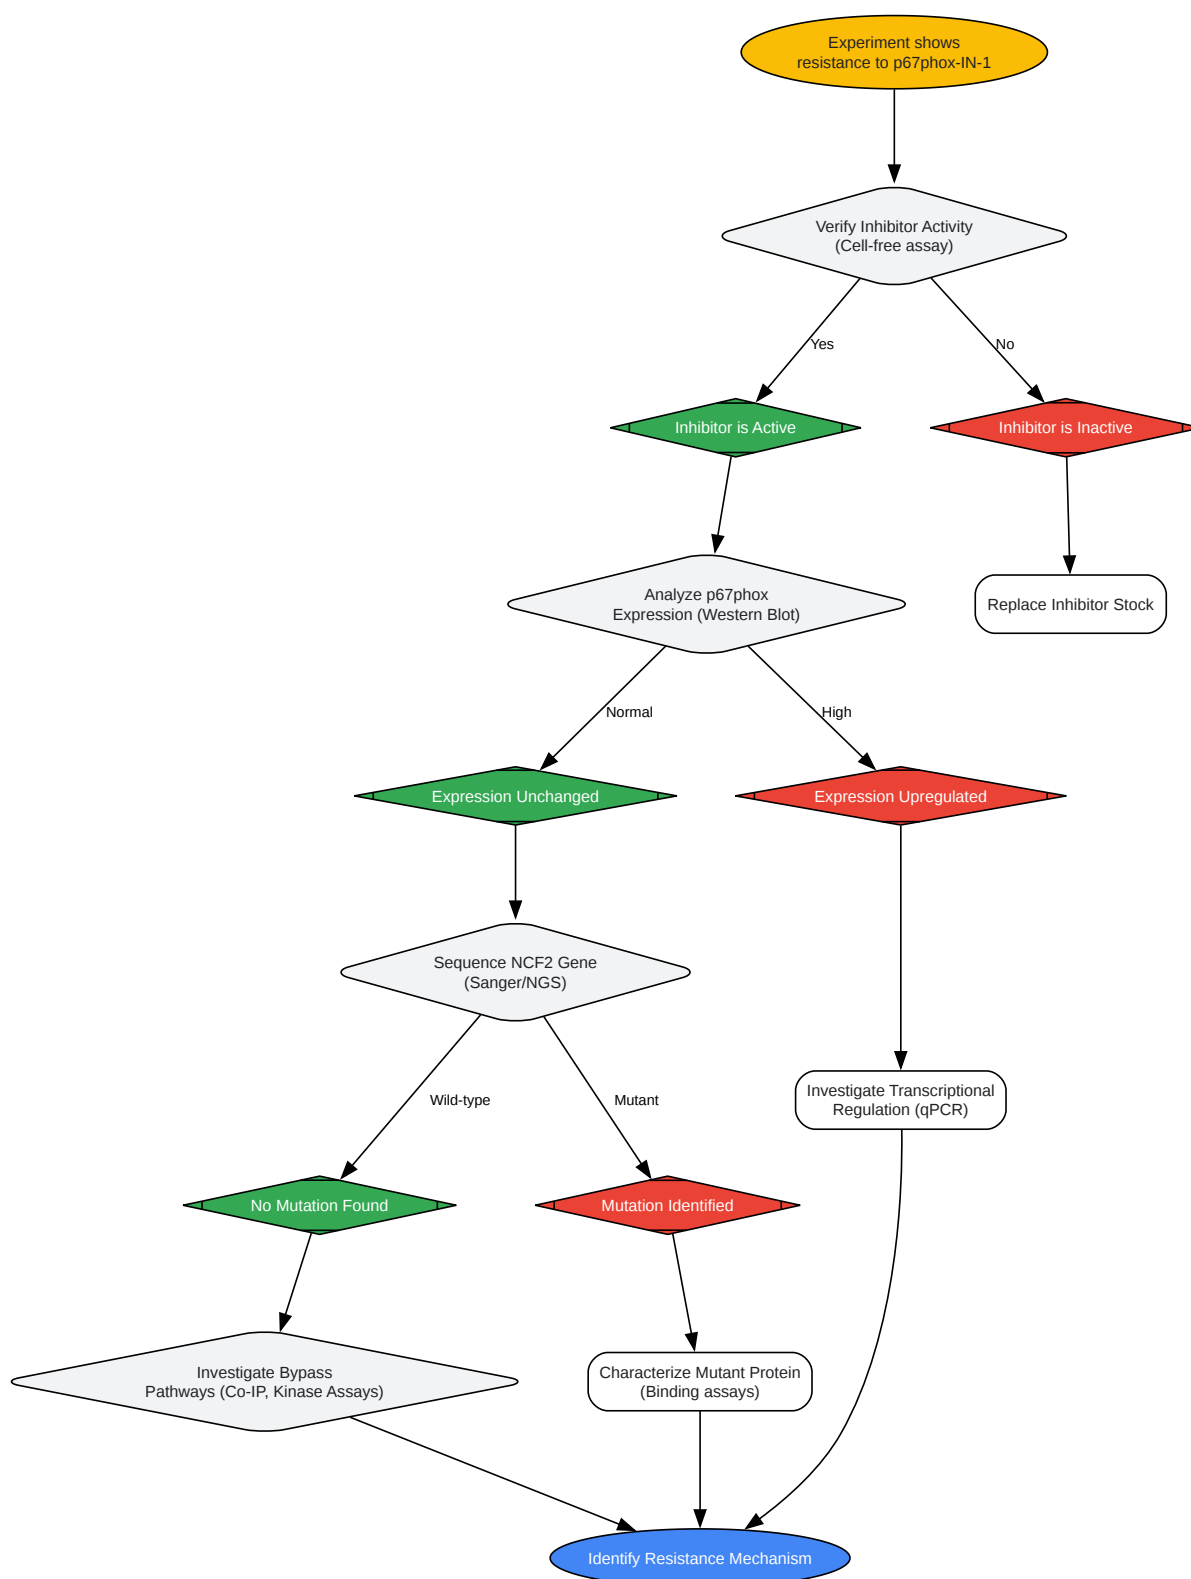 Experiment shows
resistance to p67phox-IN-1
Verify Inhibitor Activity
(Cell-free assay)
Yes
No
Inhibitor is Active
Inhibitor is Inactive
Analyze p67phox
Expression (Western Blot)
Replace Inhibitor Stock
Normal
High
Expression Unchanged
Expression Upregulated
Sequence NCF2 Gene
(Sanger/NGS)
Wild-type
Mutant
Investigate Transcriptional
Regulation (qPCR)
No Mutation Found
Mutation Identified
Investigate Bypass
Pathways (Co-IP, Kinase Assays)
Characterize Mutant Protein
(Binding assays)
Identify Resistance Mechanism